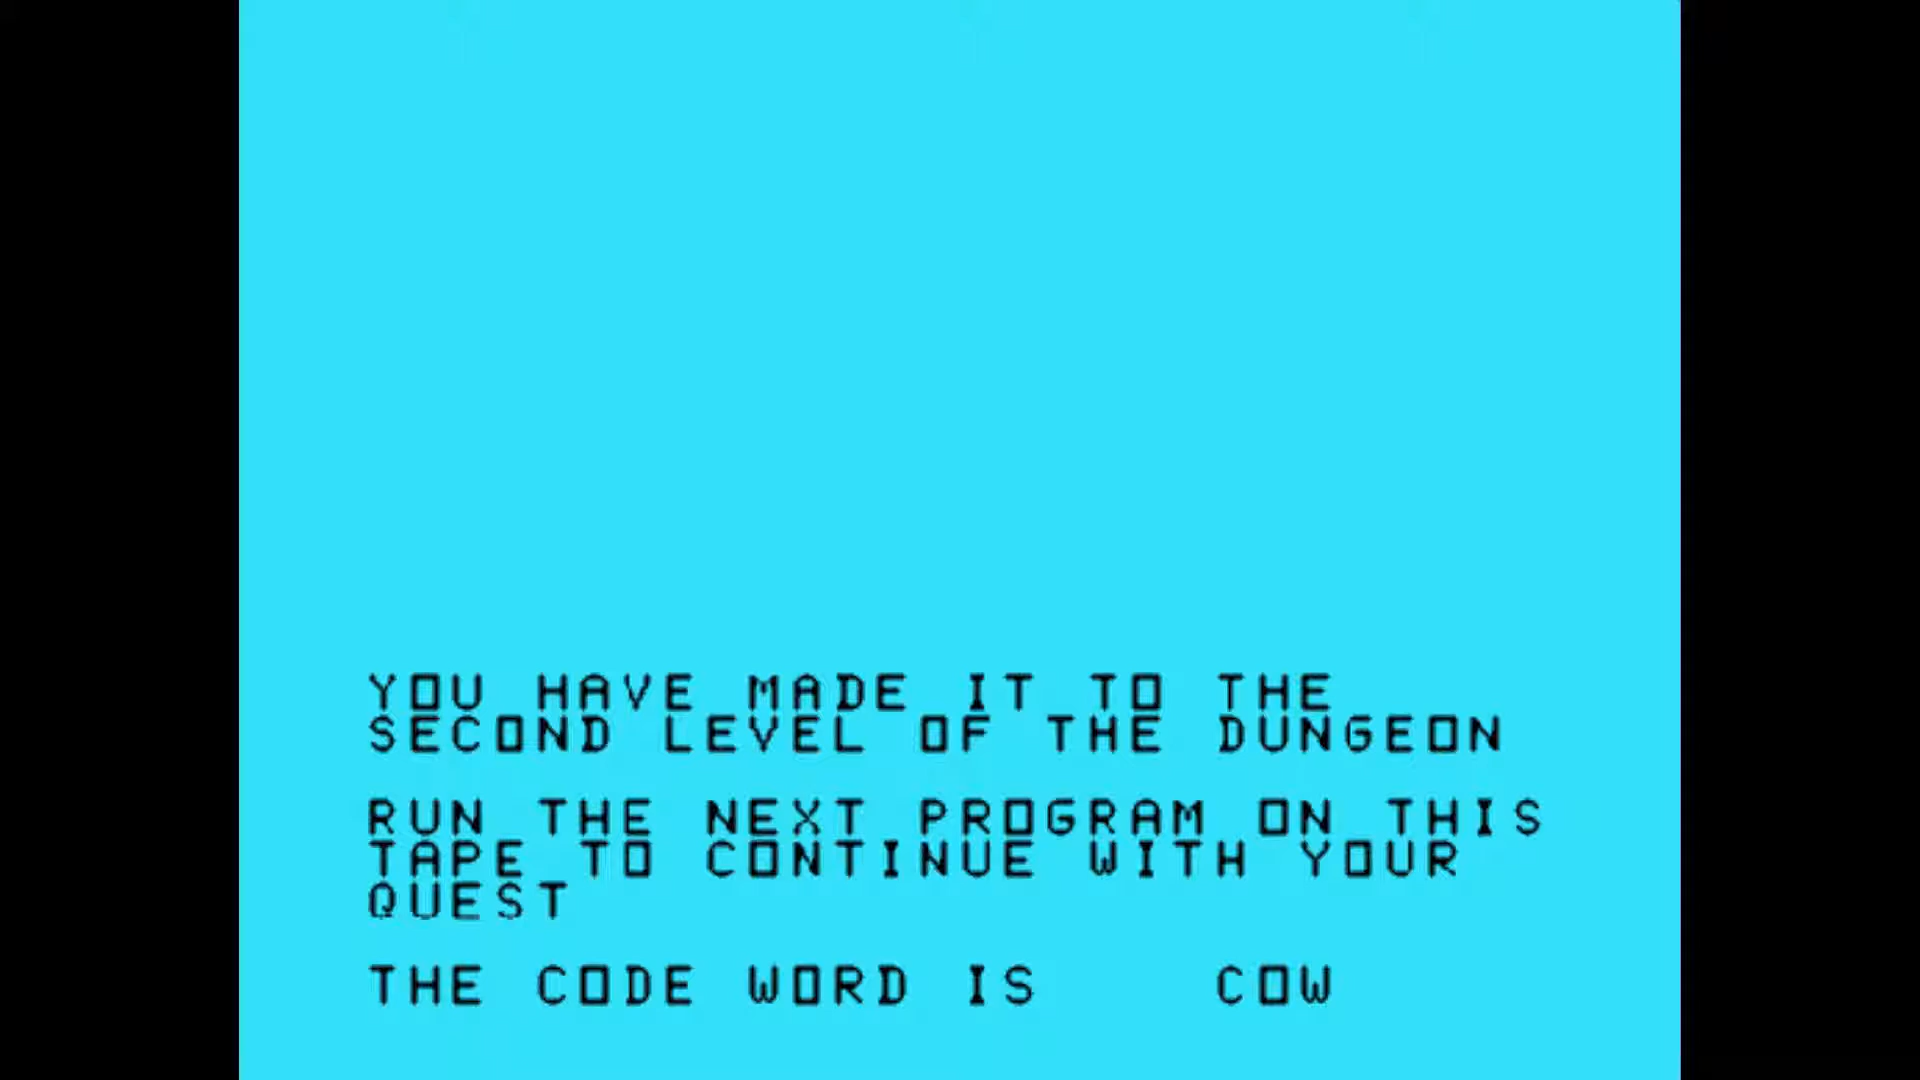 YOU HAVE MADE IT TO THE
SECOND LEVEL OF THE DUNGEON
RUN THE NEXT PROGRAM ON THIS
TAPE TO CONTINUE WITH YOUR
QUEST
THE CODE WORD IS COW